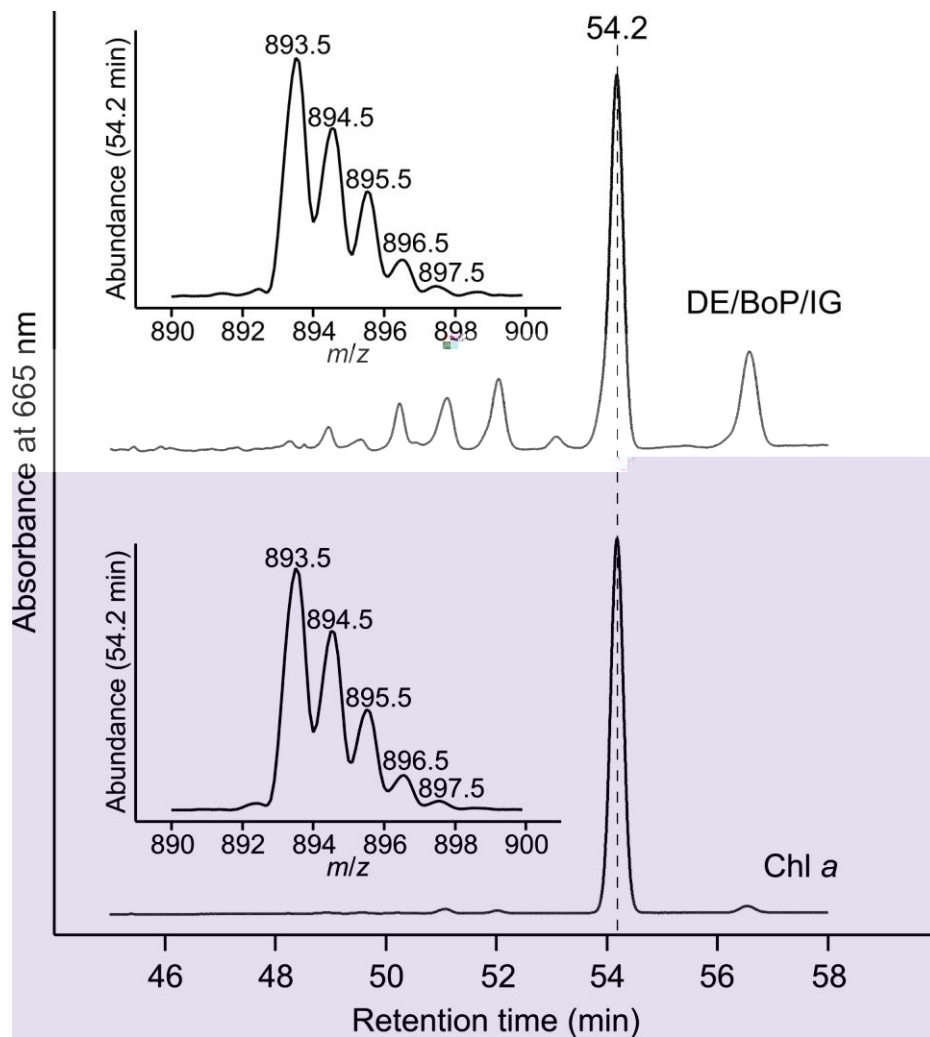 54.2
893.5
894.5
895.5
896.5
897.5
Abundance (54.2 min)
890 892 894 896 898 900
m/z
DE/BoP/IG
Absorbance at 665 nm
893.5
894.5
895.5
896.5
897.5
Abundance (54.2 min)
890 892 894 896 898 900
m/z
Chl a
46 48 50 52 54 56 58
Retention time (min)